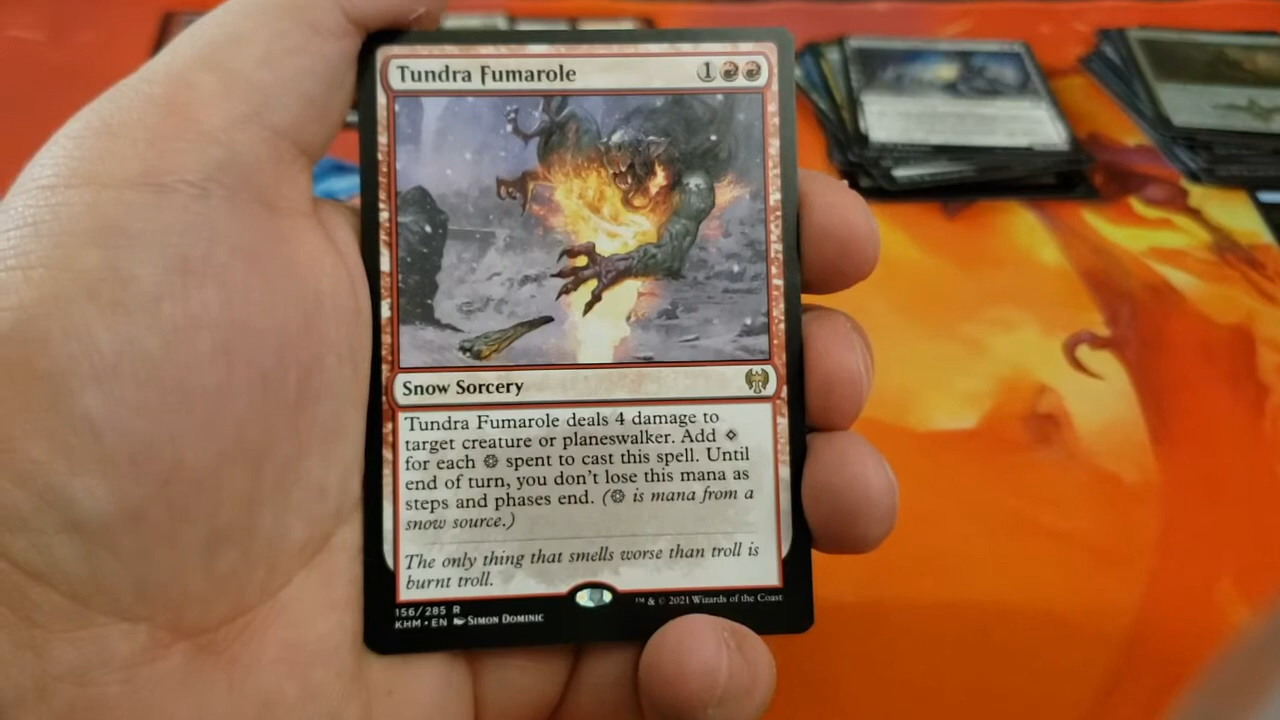 Tundra Fumarole 1
Snow Sorcery
Tundra Fumarole deals 4 damage to
target creature or planeswalker. Add
for each spent to cast this spell. Until
end of turn, you don't lose this mana as
steps and phases end. ( is mana from a
snow source.)
The only thing that smells worse than troll is
burnt troll.
156/285 R
KHM • EN SIMON DOMINIC
™ & © 2021 Wizards of the Coast